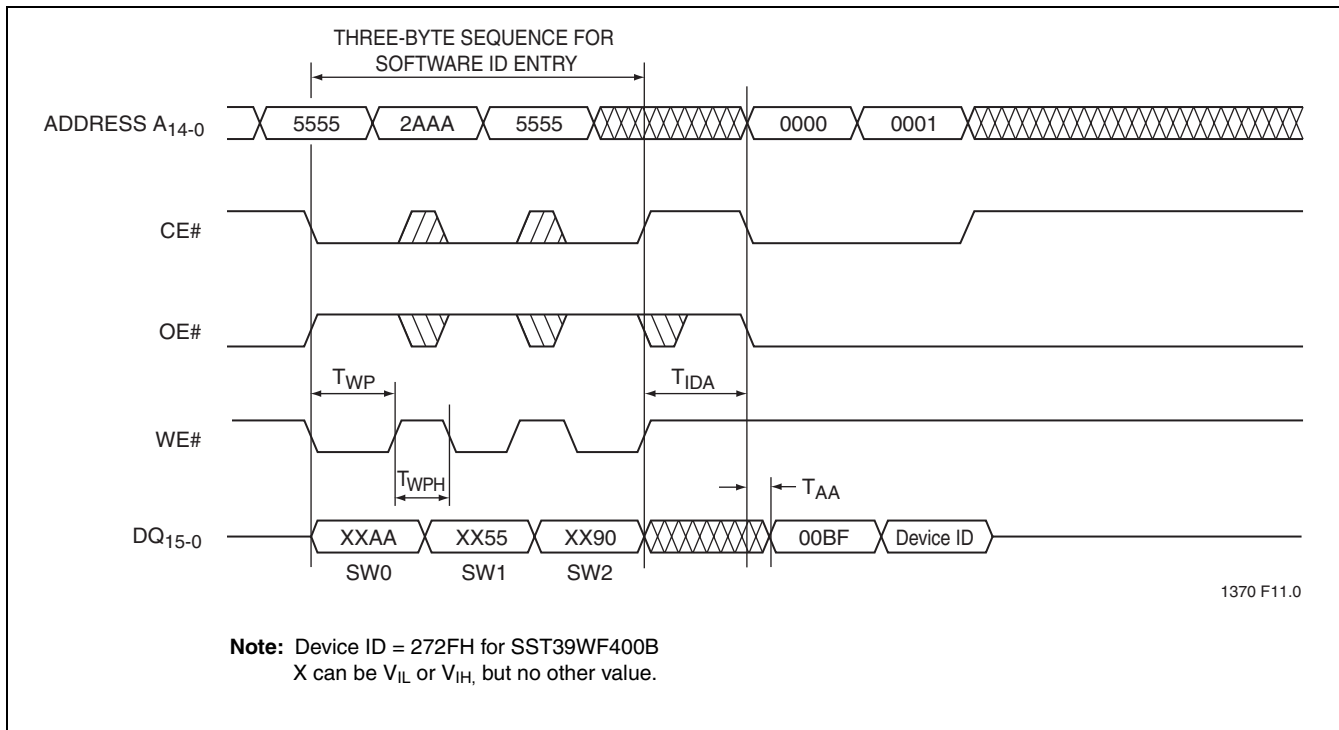 THREE-BYTE SEQUENCE FOR
SOFTWARE ID ENTRY
ADDRESS A14-0
5555
2AAA
5555
0000
0001
CE#
OE#
TWP
TIDA
WE#
TWPH
TAA
DQ15-0
XXAA
XX55
XX90
00BF
Device ID
SW0
SW1
SW2
1370 F11.0
Note: Device ID = 272FH for SST39WF400B
X can be VIL or VIH, but no other value.